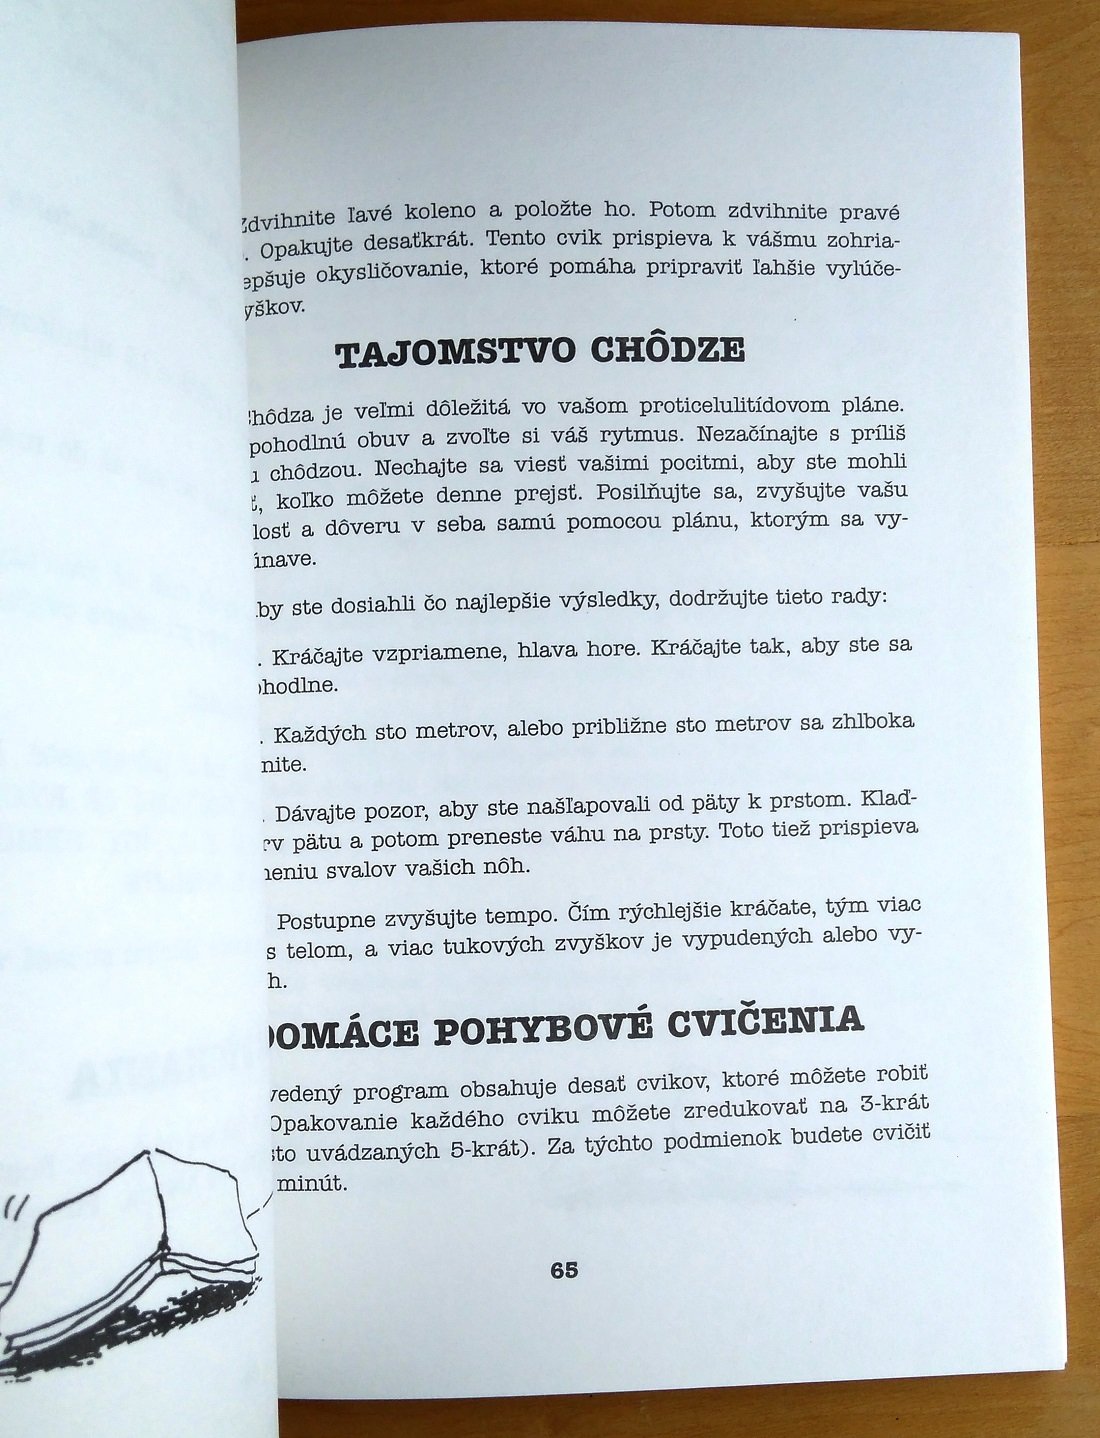 Zdvihnite ľavé koleno a položte ho. Potom zdvihnite pravé
. Opakujte desaťkrát. Tento cvik prispieva k vášmu zohria-
epšuje okysličovanie, ktoré pomáha pripraviť ľahšie vylúče-
yškov.
TAJOMSTVO CHÔDZE
hôdza je veľmi dôležitá vo vašom proticelulitídovom pláne.
pohodlnú obuv a zvoľte si váš rytmus. Nezačínajte s príliš
u chôdzou. Nechajte sa viesť vašimi pocitmi, aby ste mohli
ť, koľko môžete denne prejsť. Posilňujte sa, zvyšujte vašu
losť a dôveru v seba samú pomocou plánu, ktorým sa vy-
ínave.
by ste dosiahli čo najlepšie výsledky, dodržujte tieto rady:
. Kráčajte vzpriamene, hlava hore. Kráčajte tak, aby ste sa
ohodlne.
. Každých sto metrov, alebo približne sto metrov sa zhlboka
nite.
. Dávajte pozor, aby ste našľapovali od päty k prstom. Klaď-
rv pätu a potom preneste váhu na prsty. Toto tiež prispieva
neniu svalov vašich nôh.
Postupne zvyšujte tempo. Čím rýchlejšie kráčate, tým viac
s telom, a viac tukových zvyškov je vypudených alebo vy-
h.
DOMÁCE POHYBOVÉ CVIČENIA
vedený program obsahuje desať cvikov, ktoré môžete robiť
Opakovanie každého cviku môžete zredukovať na 3-krát
sto uvádzaných 5-krát). Za týchto podmienok budete cvičiť
minút.
65